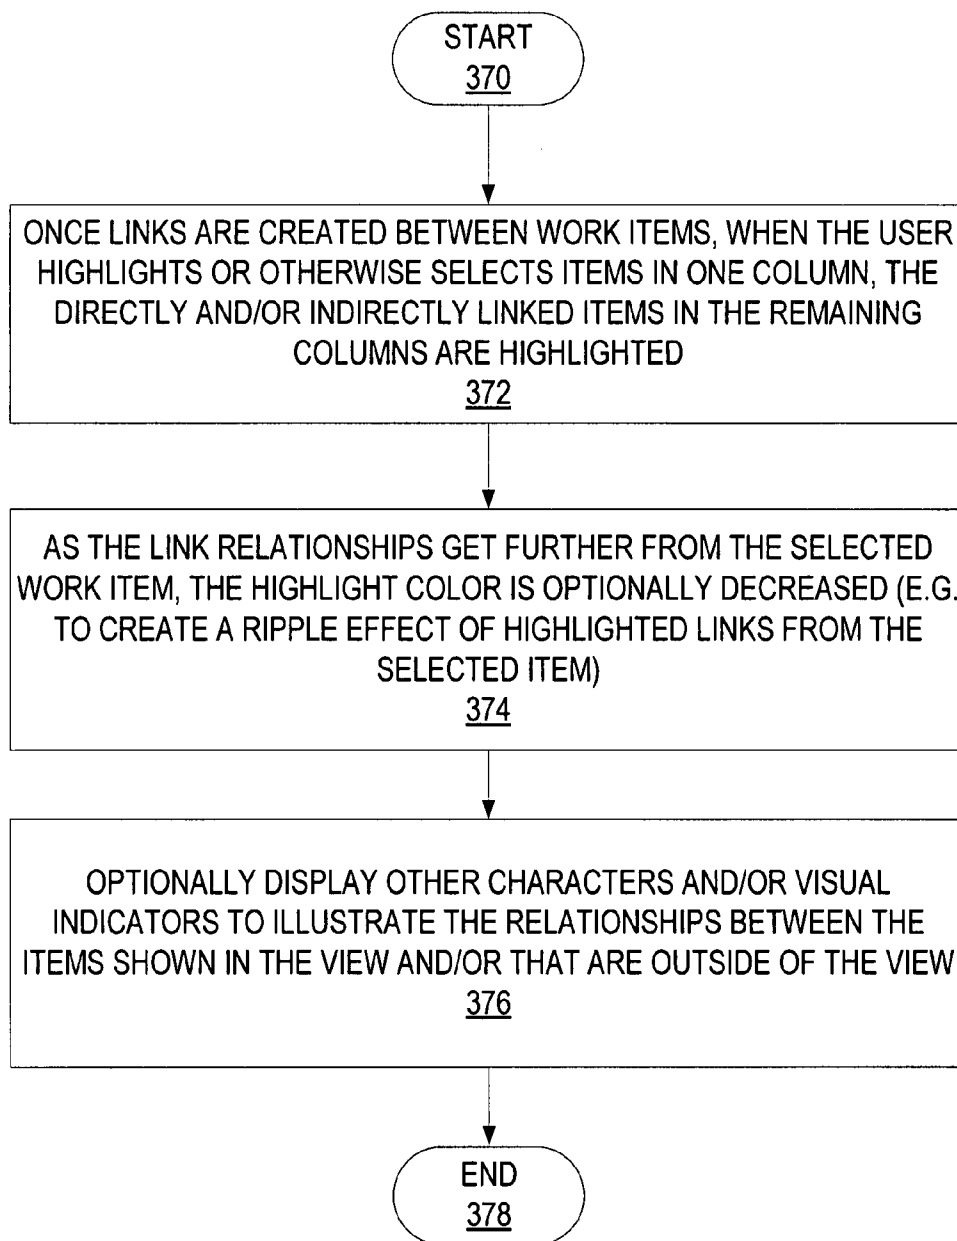 START
370
ONCE LINKS ARE CREATED BETWEEN WORK ITEMS, WHEN THE USER
HIGHLIGHTS OR OTHERWISE SELECTS ITEMS IN ONE COLUMN, THE
DIRECTLY AND/OR INDIRECTLY LINKED ITEMS IN THE REMAINING
COLUMNS ARE HIGHLIGHTED
372
AS THE LINK RELATIONSHIPS GET FURTHER FROM THE SELECTED
WORK ITEM, THE HIGHLIGHT COLOR IS OPTIONALLY DECREASED (E.G.
TO CREATE A RIPPLE EFFECT OF HIGHLIGHTED LINKS FROM THE
SELECTED ITEM)
374
OPTIONALLY DISPLAY OTHER CHARACTERS AND/OR VISUAL
INDICATORS TO ILLUSTRATE THE RELATIONSHIPS BETWEEN THE
ITEMS SHOWN IN THE VIEW AND/OR THAT ARE OUTSIDE OF THE VIEW
376
END
378